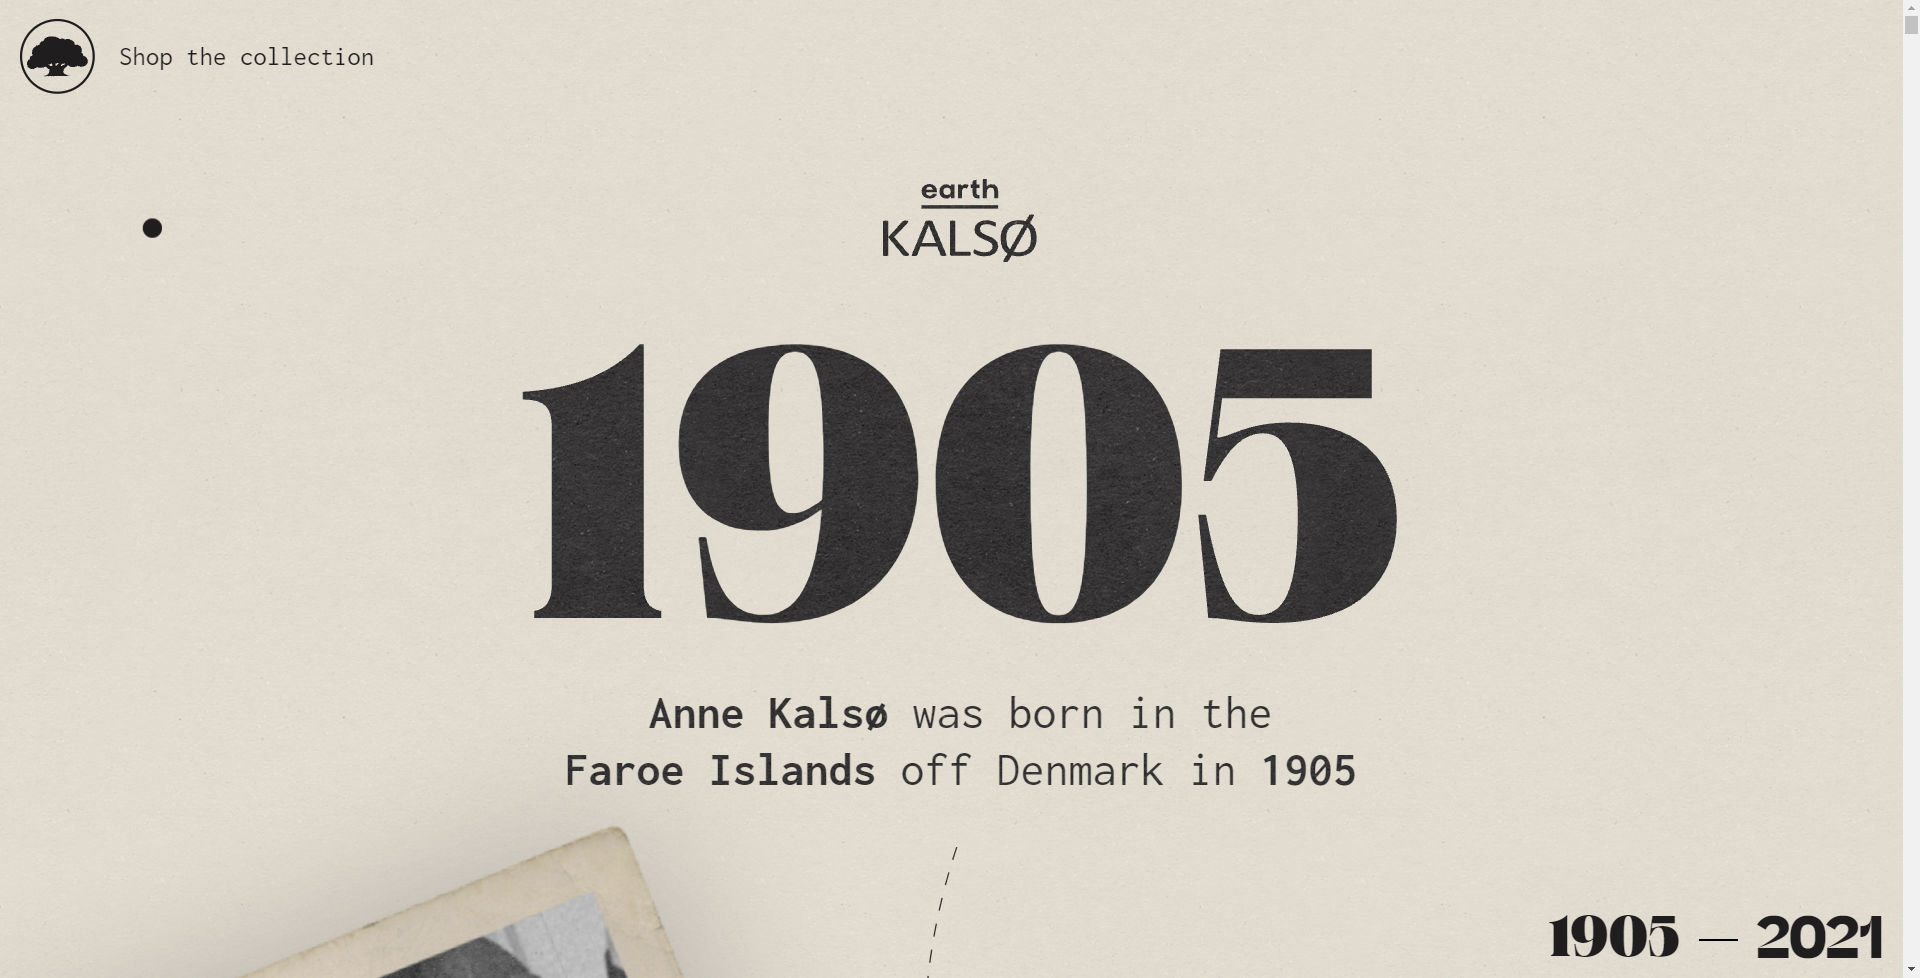 Shop the collection
earth
KALSØ
1905
Anne Kalsø was born in the
Faroe Islands off Denmark in 1905
1905 — 2021